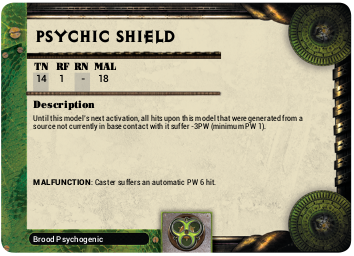 PSYCHIC SHIELD
TN RF RN MAL
14 1 - 18
Description
Until this model's next activation, all hits upon this model that were generated from a
source not currently in base contact with it suffer -3PW (minimum PW 1).
MALFUNCTION: Caster suffers an automatic PW 6 hit.
Brood Psychogenic